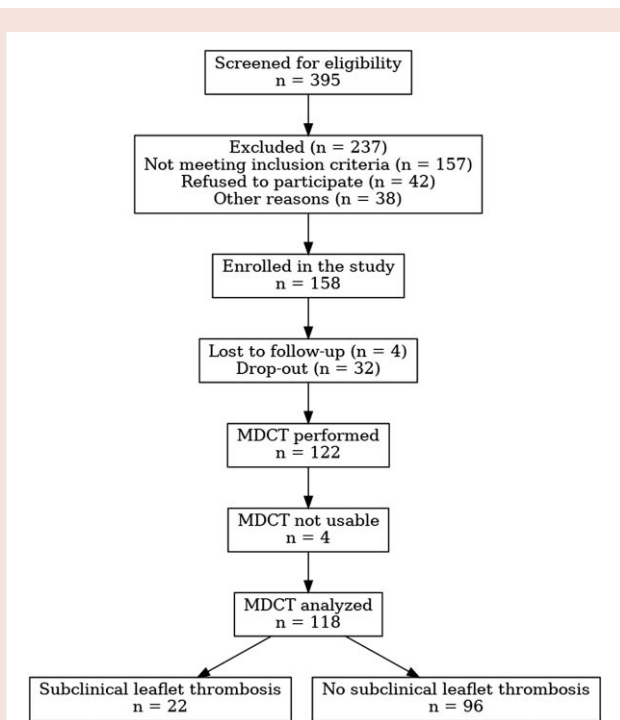 Screened for eligibility
n = 395
Excluded (n = 237)
Not meeting inclusion criteria (n = 157)
Refused to participate (n = 42)
Other reasons (n = 38)
Enrolled in the study
n = 158
Lost to follow-up (n = 4)
Drop-out (n = 32)
MDCT performed
n = 122
MDCT not usable
n = 4
MDCT analyzed
n = 118
Subclinical leaflet thrombosis
n = 22
No subclinical leaflet thrombosis
n = 96